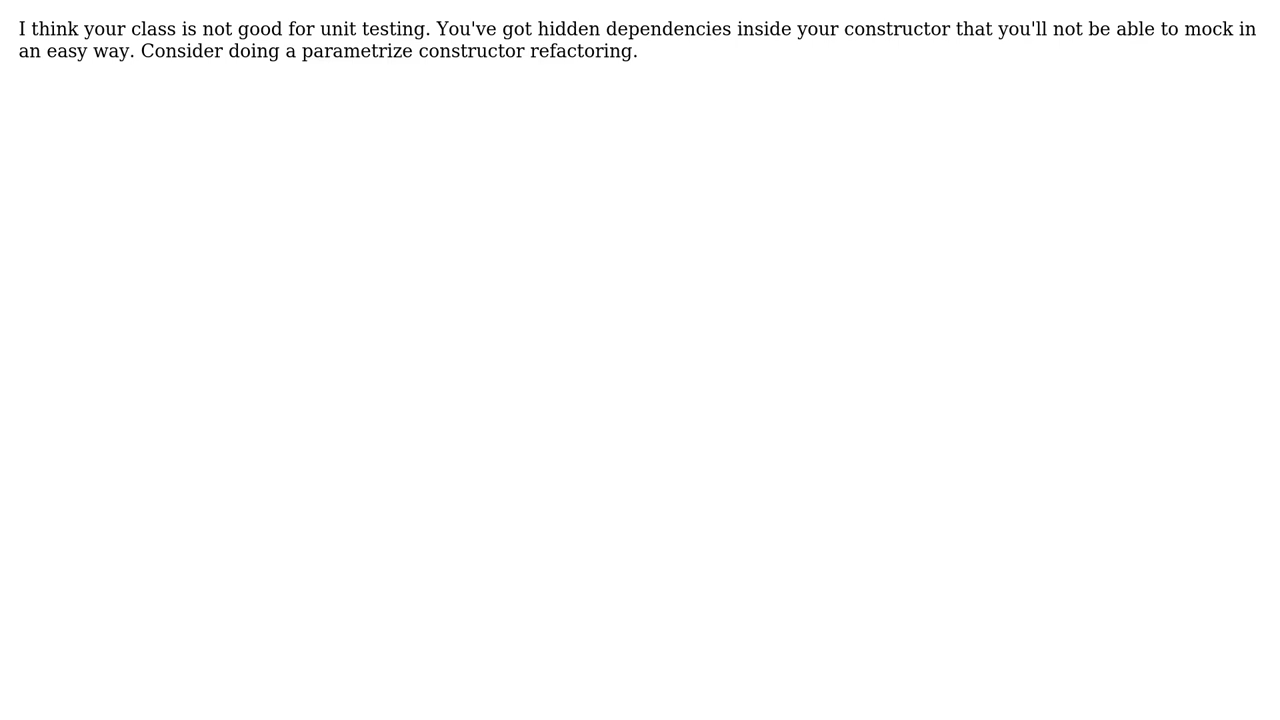 I think your class is not good for unit testing. You've got hidden dependencies inside your constructor that you'll not be able to mock in
an easy way. Consider doing a parametrize constructor refactoring.